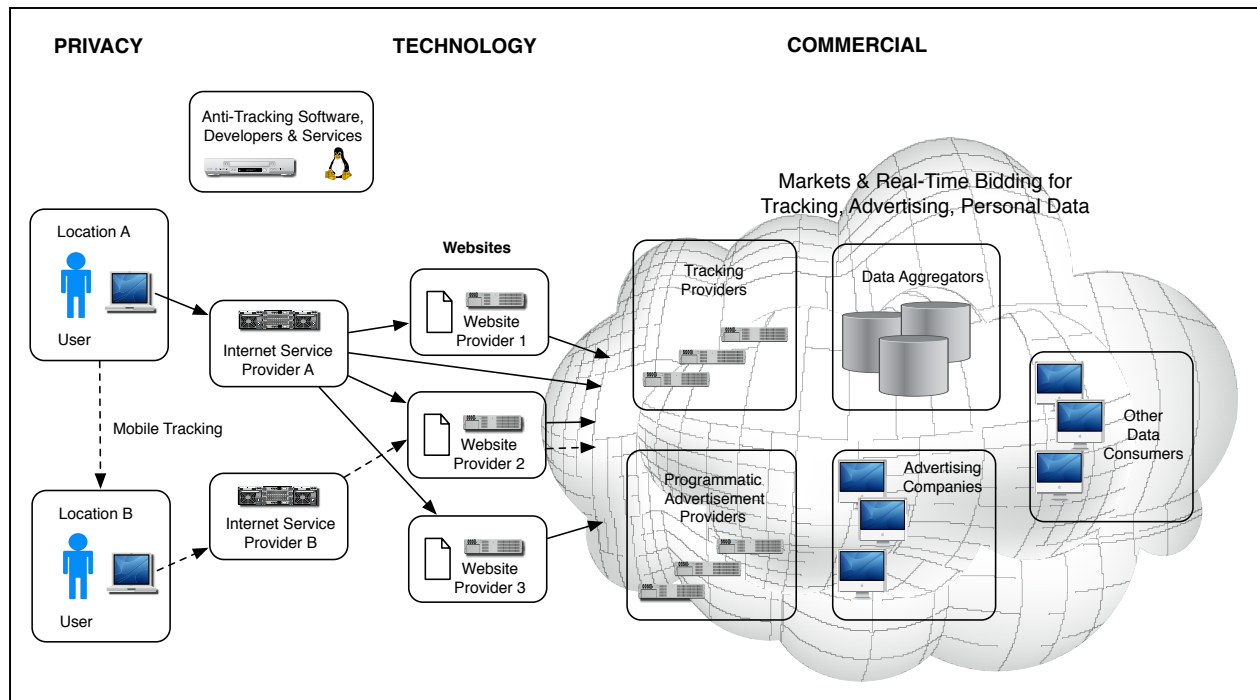 PRIVACY
TECHNOLOGY
COMMERCIAL
Anti-Tracking Software,
Developers & Services
Markets & Real-Time Bidding for
Tracking, Advertising, Personal Data
Location A
User
Internet Service
Provider A
Mobile Tracking
Location B
User
Internet Service
Provider B
Websites
Website
Provider 1
Website
Provider 2
Website
Provider 3
Tracking
Providers
Data Aggregators
Programmatic
Advertisement
Providers
Advertising
Companies
Other
Data
Consumers